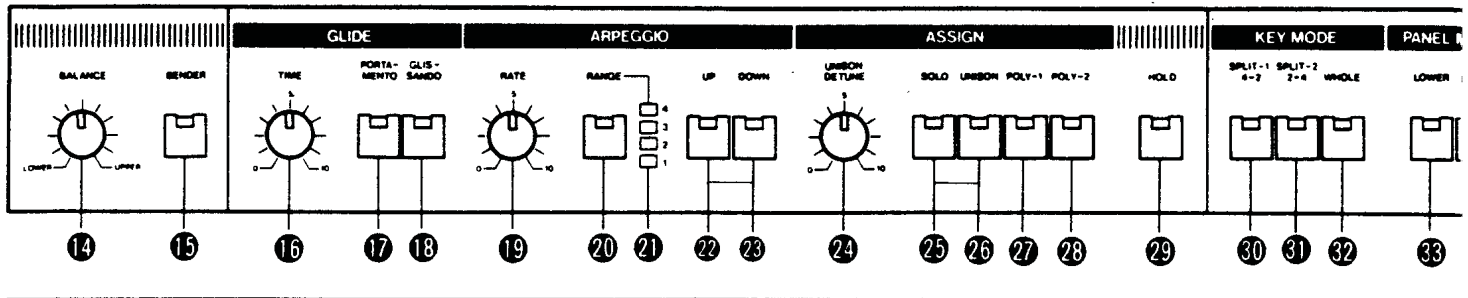 GLIDE ARPEGGIO ASSIGN KEY MODE PANEL
BALANCE BENDER TIME PORTA- GLIS- RATE RANGE UP DOWN UNISON SOLO UNISON POLY-1 POLY-2 HOLD SPLIT-1 SPLIT-2 WHOLE LOWER
MENTO SANDO DETUNE 4-2 2-4
5 5 5
4
3
2
1
LOWER UPPER 0 10 0 10 0 10
14 15 16 17 18 19 20 21 22 23 24 25 26 27 28 29 30 31 32 33